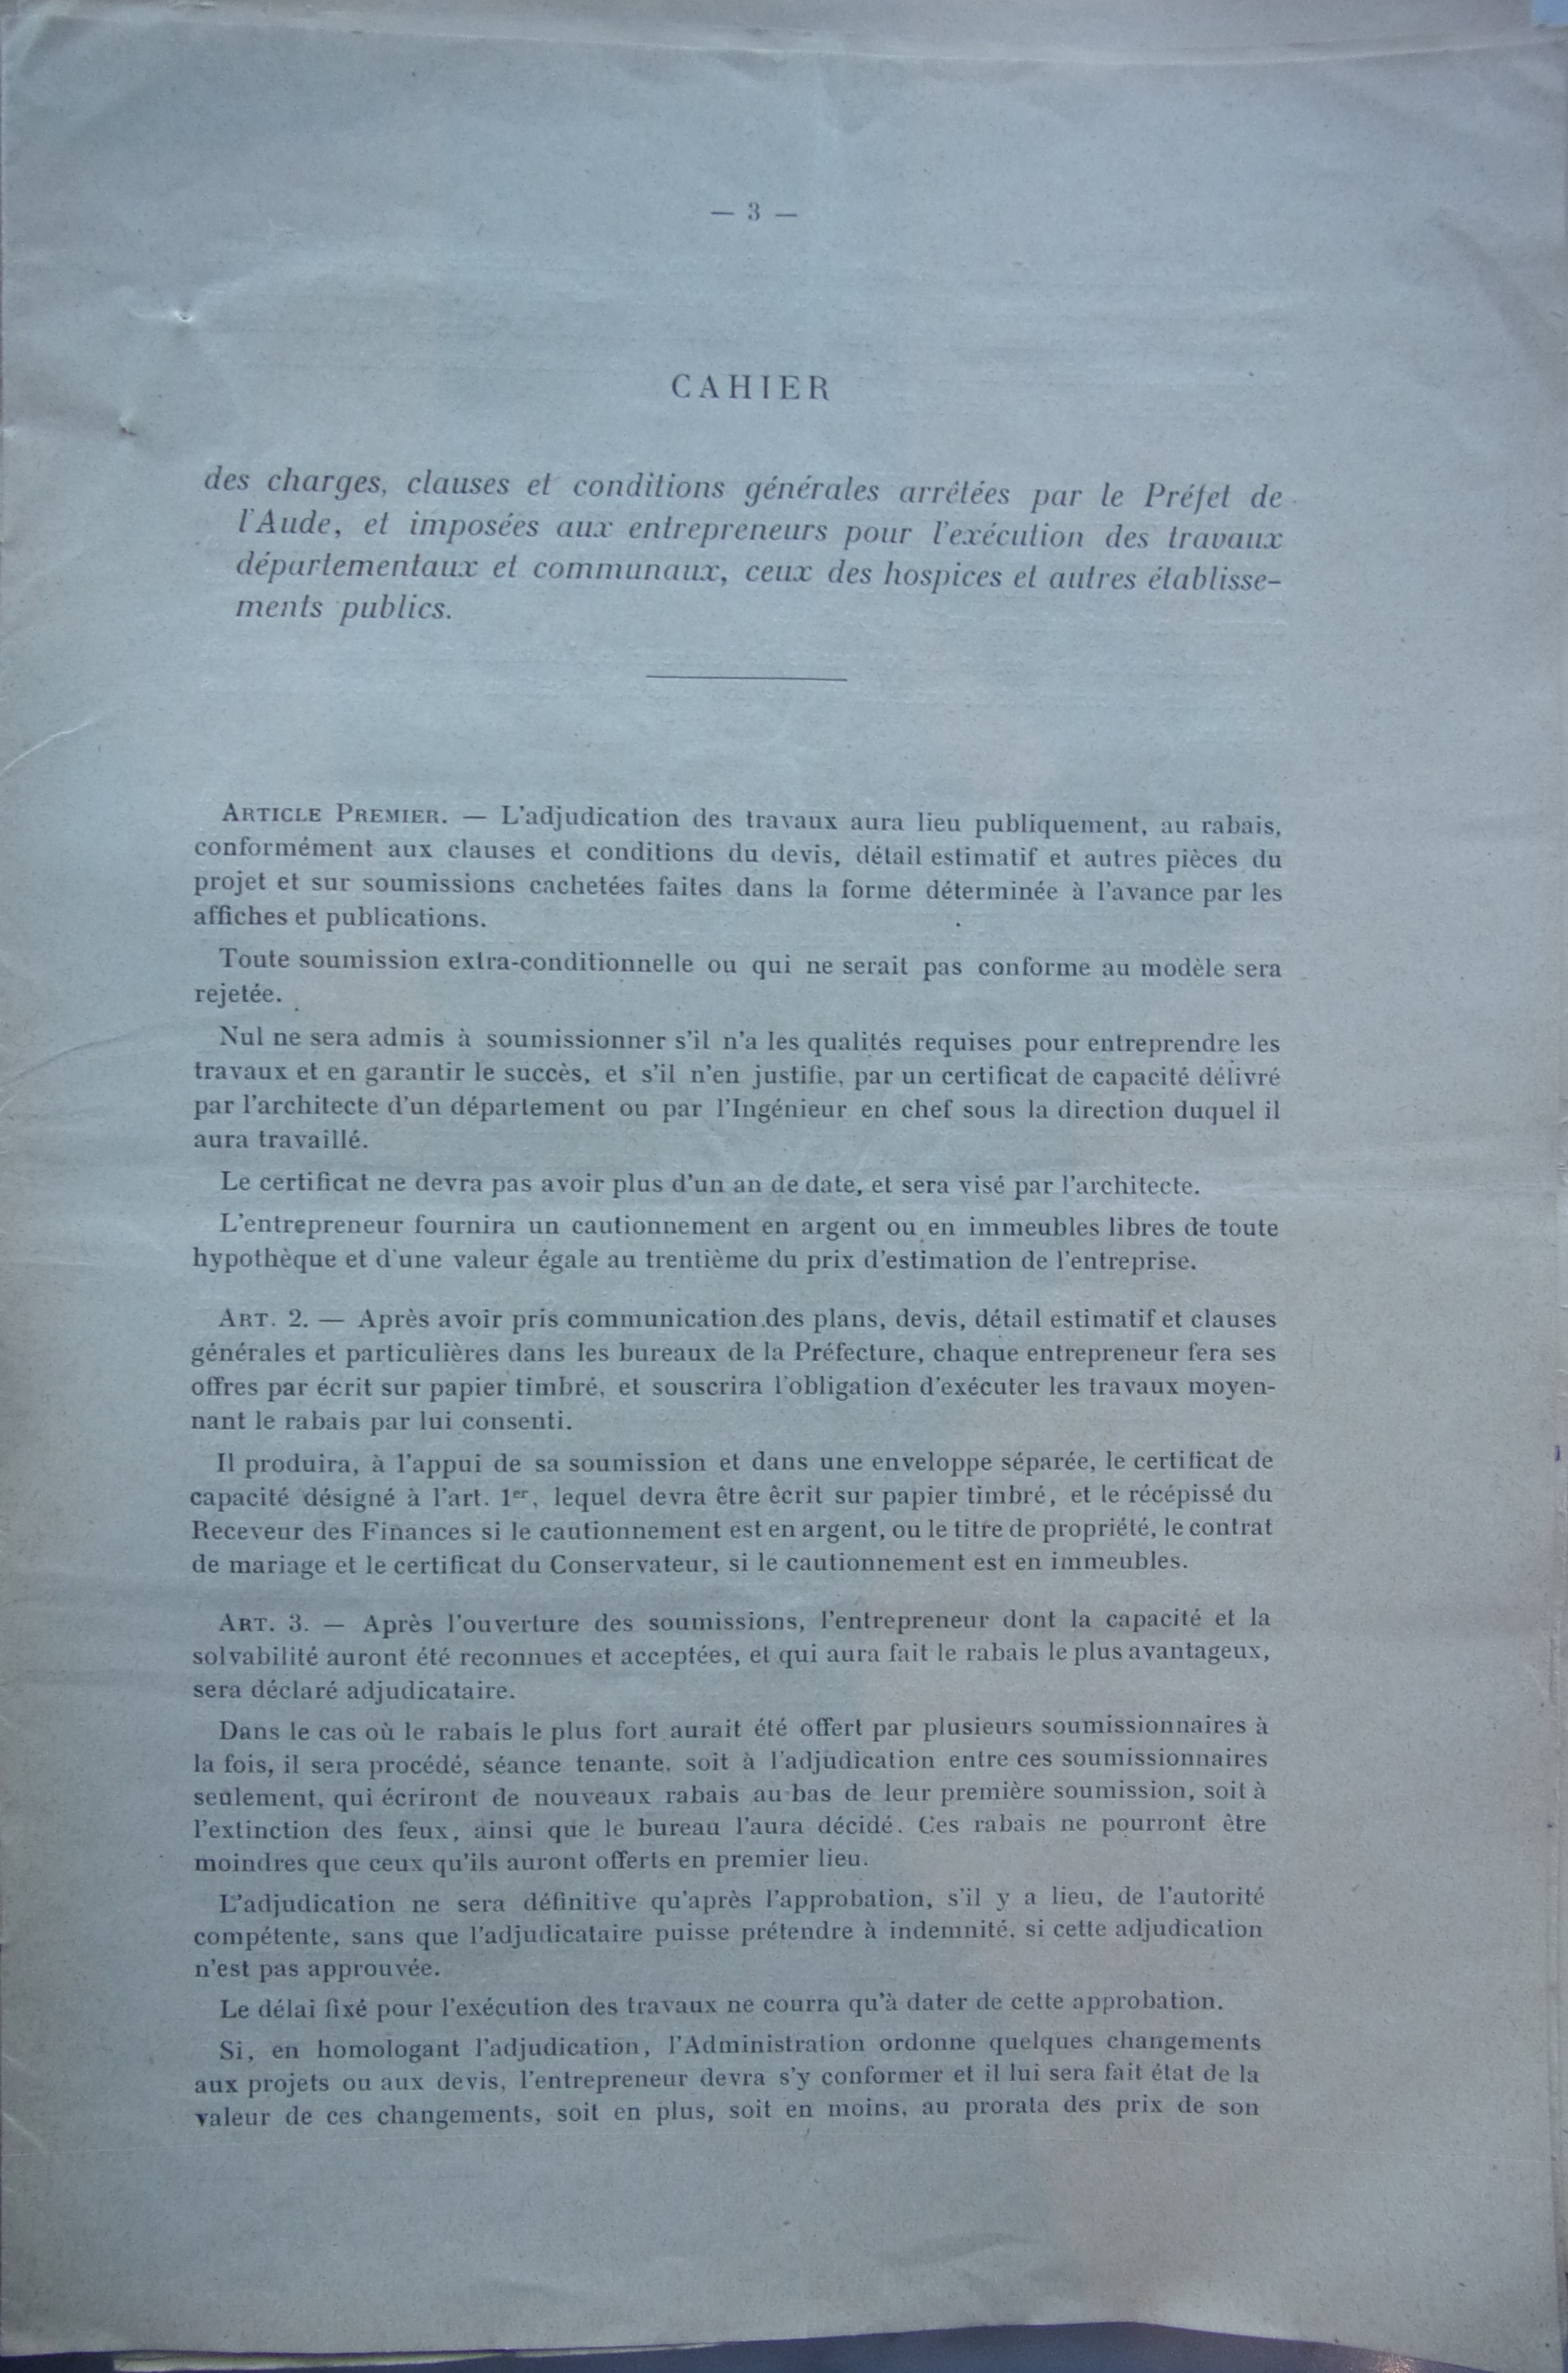 — 3 —
CAHIER
des charges, clauses et conditions générales arrêtées par le Préfet de
l'Aude, et imposées aux entrepreneurs pour l'exécution des travaux
départementaux et communaux, ceux des hospices et autres établisse-
ments publics.
ARTICLE PREMIER. — L'adjudication des travaux aura lieu publiquement, au rabais,
conformément aux clauses et conditions du devis, détail estimatif et autres pièces du
projet et sur soumissions cachetées faites dans la forme déterminée à l'avance par les
affiches et publications.
Toute soumission extra-conditionnelle ou qui ne serait pas conforme au modèle sera
rejetée.
Nul ne sera admis à soumissionner s'il n'a les qualités requises pour entreprendre les
travaux et en garantir le succès, et s'il n'en justifie, par un certificat de capacité délivré
par l'architecte d'un département ou par l'Ingénieur en chef sous la direction duquel il
aura travaillé.
Le certificat ne devra pas avoir plus d'un an de date, et sera visé par l'architecte.
L'entrepreneur fournira un cautionnement en argent ou en immeubles libres de toute
hypothèque et d'une valeur égale au trentième du prix d'estimation de l'entreprise.
ART. 2. — Après avoir pris communication des plans, devis, détail estimatif et clauses
générales et particulières dans les bureaux de la Préfecture, chaque entrepreneur fera ses
offres par écrit sur papier timbré, et souscrira l'obligation d'exécuter les travaux moyen-
nant le rabais par lui consenti.
Il produira, à l'appui de sa soumission et dans une enveloppe séparée, le certificat de
capacité désigné à l'art. 1er, lequel devra être êcrit sur papier timbré, et le récépissé du
Receveur des Finances si le cautionnement est en argent, ou le titre de propriété, le contrat
de mariage et le certificat du Conservateur, si le cautionnement est en immeubles.
ART. 3. — Après l'ouverture des soumissions, l'entrepreneur dont la capacité et la
solvabilité auront été reconnues et acceptées, et qui aura fait le rabais le plus avantageux,
sera déclaré adjudicataire.
Dans le cas où le rabais le plus fort aurait été offert par plusieurs soumissionnaires à
la fois, il sera procédé, séance tenante, soit à l'adjudication entre ces soumissionnaires
seulement, qui écriront de nouveaux rabais au bas de leur première soumission, soit à
l'extinction des feux, ainsi que le bureau l'aura décidé. Ces rabais ne pourront être
moindres que ceux qu'ils auront offerts en premier lieu.
L'adjudication ne sera définitive qu'après l'approbation, s'il y a lieu, de l'autorité
compétente, sans que l'adjudicataire puisse prétendre à indemnité, si cette adjudication
n'est pas approuvée.
Le délai fixé pour l'exécution des travaux ne courra qu'à dater de cette approbation.
Si, en homologant l'adjudication, l'Administration ordonne quelques changements
aux projets ou aux devis, l'entrepreneur devra s'y conformer et il lui sera fait état de la
valeur de ces changements, soit en plus, soit en moins, au prorata des prix de son